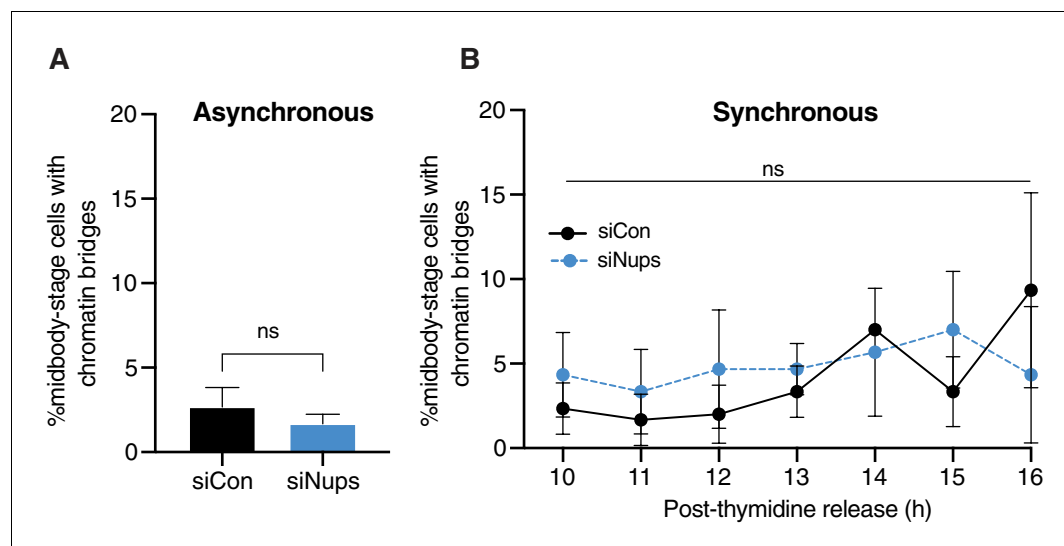 A
Asynchronous
%midbody-stage cells with
chromatin bridges
20
15
10
5
0
ns
siCon
siNups
B
Synchronous
%midbody-stage cells with
chromatin bridges
20
15
10
5
0
ns
siCon
siNups
10 11 12 13 14 15 16
Post-thymidine release (h)